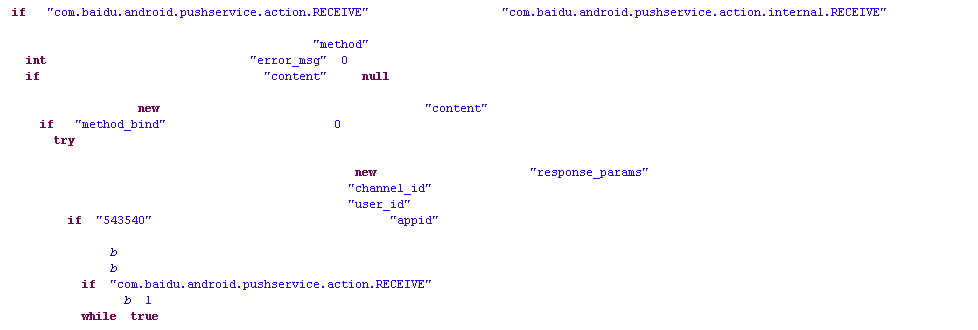 if "com.baidu.android.pushservice.action.RECEIVE" "com.baidu.android.pushservice.action.internal.RECEIVE"
"method"
int "error_msg" 0
if "content" null
new "content"
if "method_bind" 0
try
new "response_params"
"channel_id"
"user_id"
if "543540" "appid"
b
b
if "com.baidu.android.pushservice.action.RECEIVE"
b 1
while true